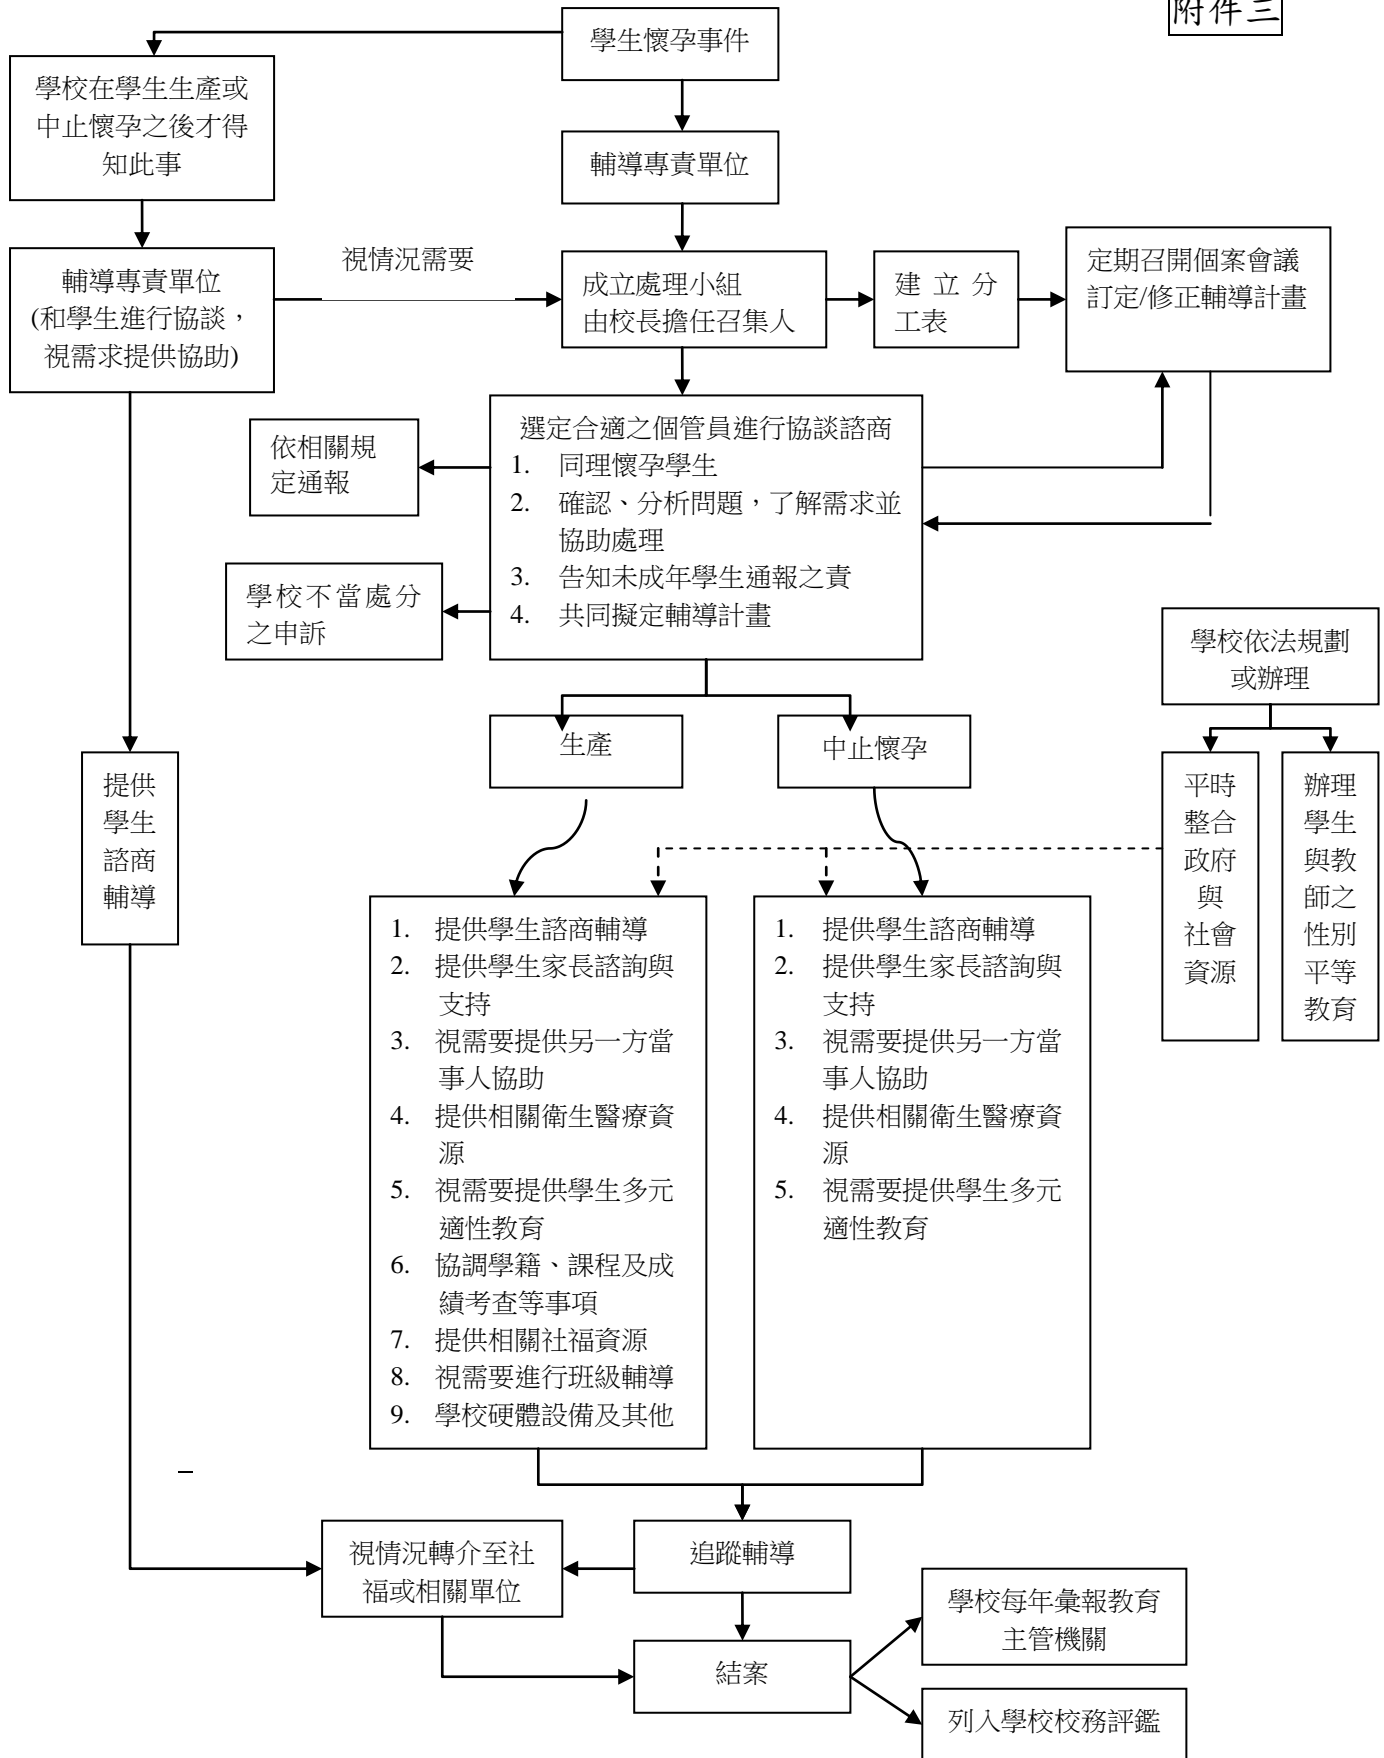 附件三
學生懷孕事件
學校在學生生產或
中止懷孕之後才得
知此事
輔導專責單位
輔導專責單位
(和學生進行協談，
視需求提供協助)
視情況需要
成立處理小組
由校長擔任召集人
建立分
工表
定期召開個案會議
訂定/修正輔導計畫
選定合適之個管員進行協談諮商
1. 同理懷孕學生
2. 確認、分析問題，了解需求並
協助處理
3. 告知未成年學生通報之責
4. 共同擬定輔導計畫
依相關規
定通報
學校不當處分
之申訴
學校依法規劃
或辦理
生產
中止懷孕
提供
學生
諮商
輔導
平時
整合
政府
與
社會
資源
辦理
學生
與教
師之
性別
平等
教育
1. 提供學生諮商輔導
2. 提供學生家長諮詢與
支持
3. 視需要提供另一方當
事人協助
4. 提供相關衛生醫療資
源
5. 視需要提供學生多元
適性教育
6. 協調學籍、課程及成
績考查等事項
7. 提供相關社福資源
8. 視需要進行班級輔導
9. 學校硬體設備及其他
1. 提供學生諮商輔導
2. 提供學生家長諮詢與
支持
3. 視需要提供另一方當
事人協助
4. 提供相關衛生醫療資
源
5. 視需要提供學生多元
適性教育
視情況轉介至社
福或相關單位
追蹤輔導
結案
學校每年彙報教育
主管機關
列入學校校務評鑑